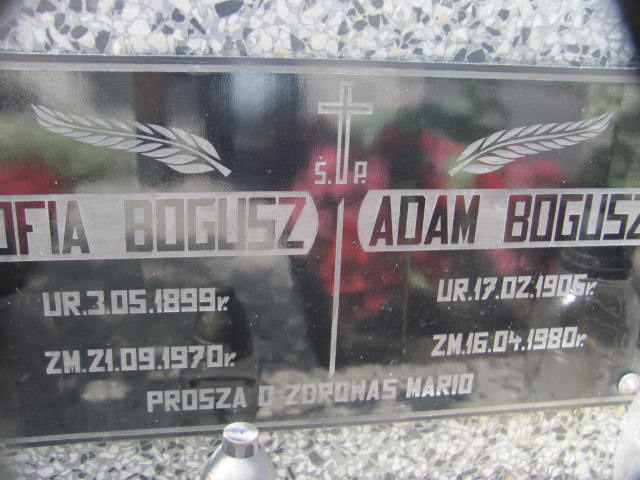 Ś.P.
OFIA BOGUSZ
UR.3.05.1899r.
ZM.21.09.1970r.
ADAM BOGUSZ
UR.17.02.1906r.
ZM.16.04.1980r.
PROSZĄ O ZDROWAŚ MARIO